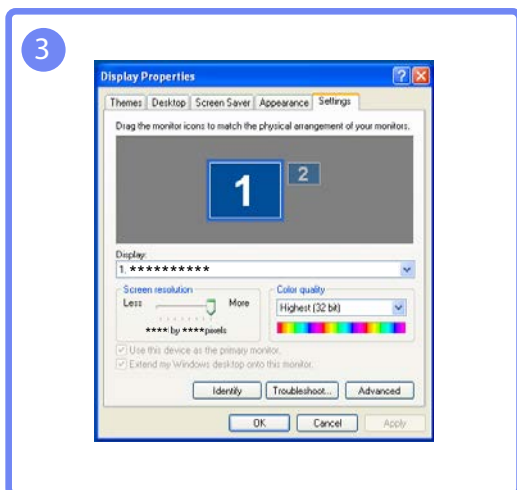 3
Display Properties
Themes Desktop Screen Saver Appearance Settings
Drag the monitor icons to match the physical arrangement of your monitors.
1 2
Display:
1. **********
Screen resolution Color quality
Less More Highest (32 bit)
**** by **** pixels
Use this device as the primary monitor.
Extend my Windows desktop onto this monitor.
Identify Troubleshoot... Advanced
OK Cancel Apply